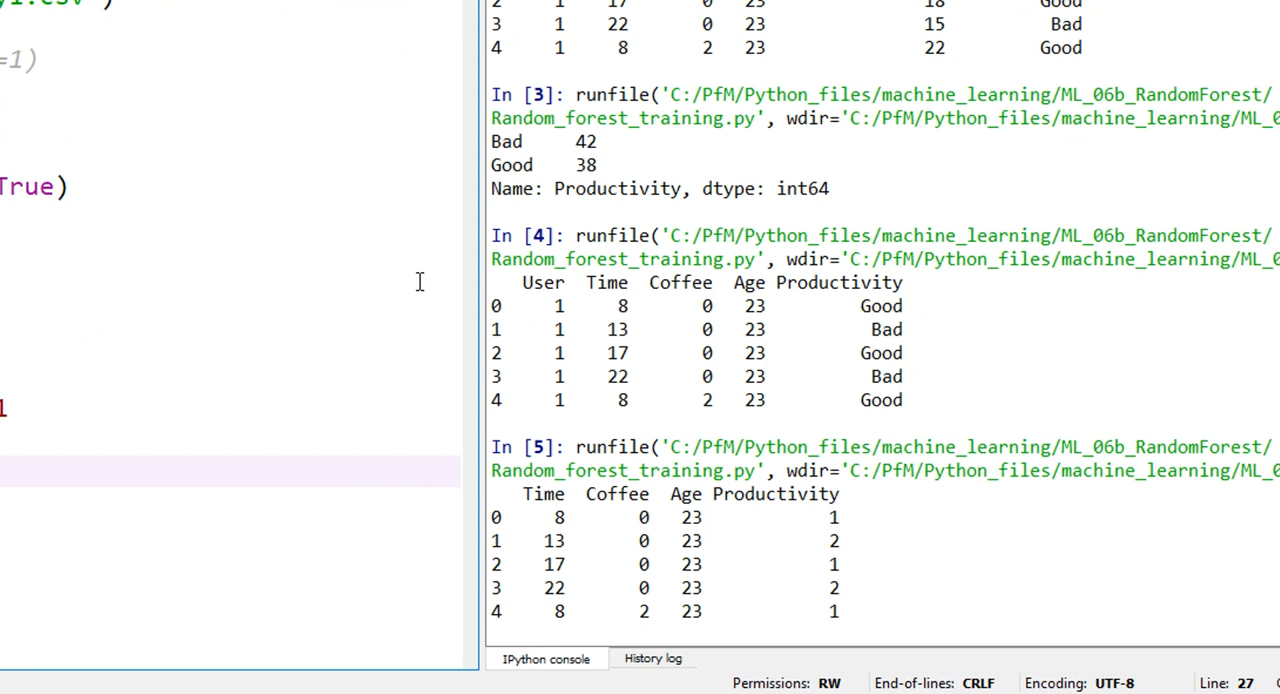 y1.csv')
=1)
True)
1
2 1 17 0 23 18 Good
3 1 22 0 23 15 Bad
4 1 8 2 23 22 Good
In [3]: runfile('C:/PfM/Python_files/machine_learning/ML_06b_RandomForest/
Random_forest_training.py', wdir='C:/PfM/Python_files/machine_learning/ML_0
Bad 42
Good 38
Name: Productivity, dtype: int64
In [4]: runfile('C:/PfM/Python_files/machine_learning/ML_06b_RandomForest/
Random_forest_training.py', wdir='C:/PfM/Python_files/machine_learning/ML_0
User Time Coffee Age Productivity
0 1 8 0 23 Good
1 1 13 0 23 Bad
2 1 17 0 23 Good
3 1 22 0 23 Bad
4 1 8 2 23 Good
In [5]: runfile('C:/PfM/Python_files/machine_learning/ML_06b_RandomForest/
Random_forest_training.py', wdir='C:/PfM/Python_files/machine_learning/ML_0
Time Coffee Age Productivity
0 8 0 23 1
1 13 0 23 2
2 17 0 23 1
3 22 0 23 2
4 8 2 23 1
IPython console History log
Permissions: RW End-of-lines: CRLF Encoding: UTF-8 Line: 27